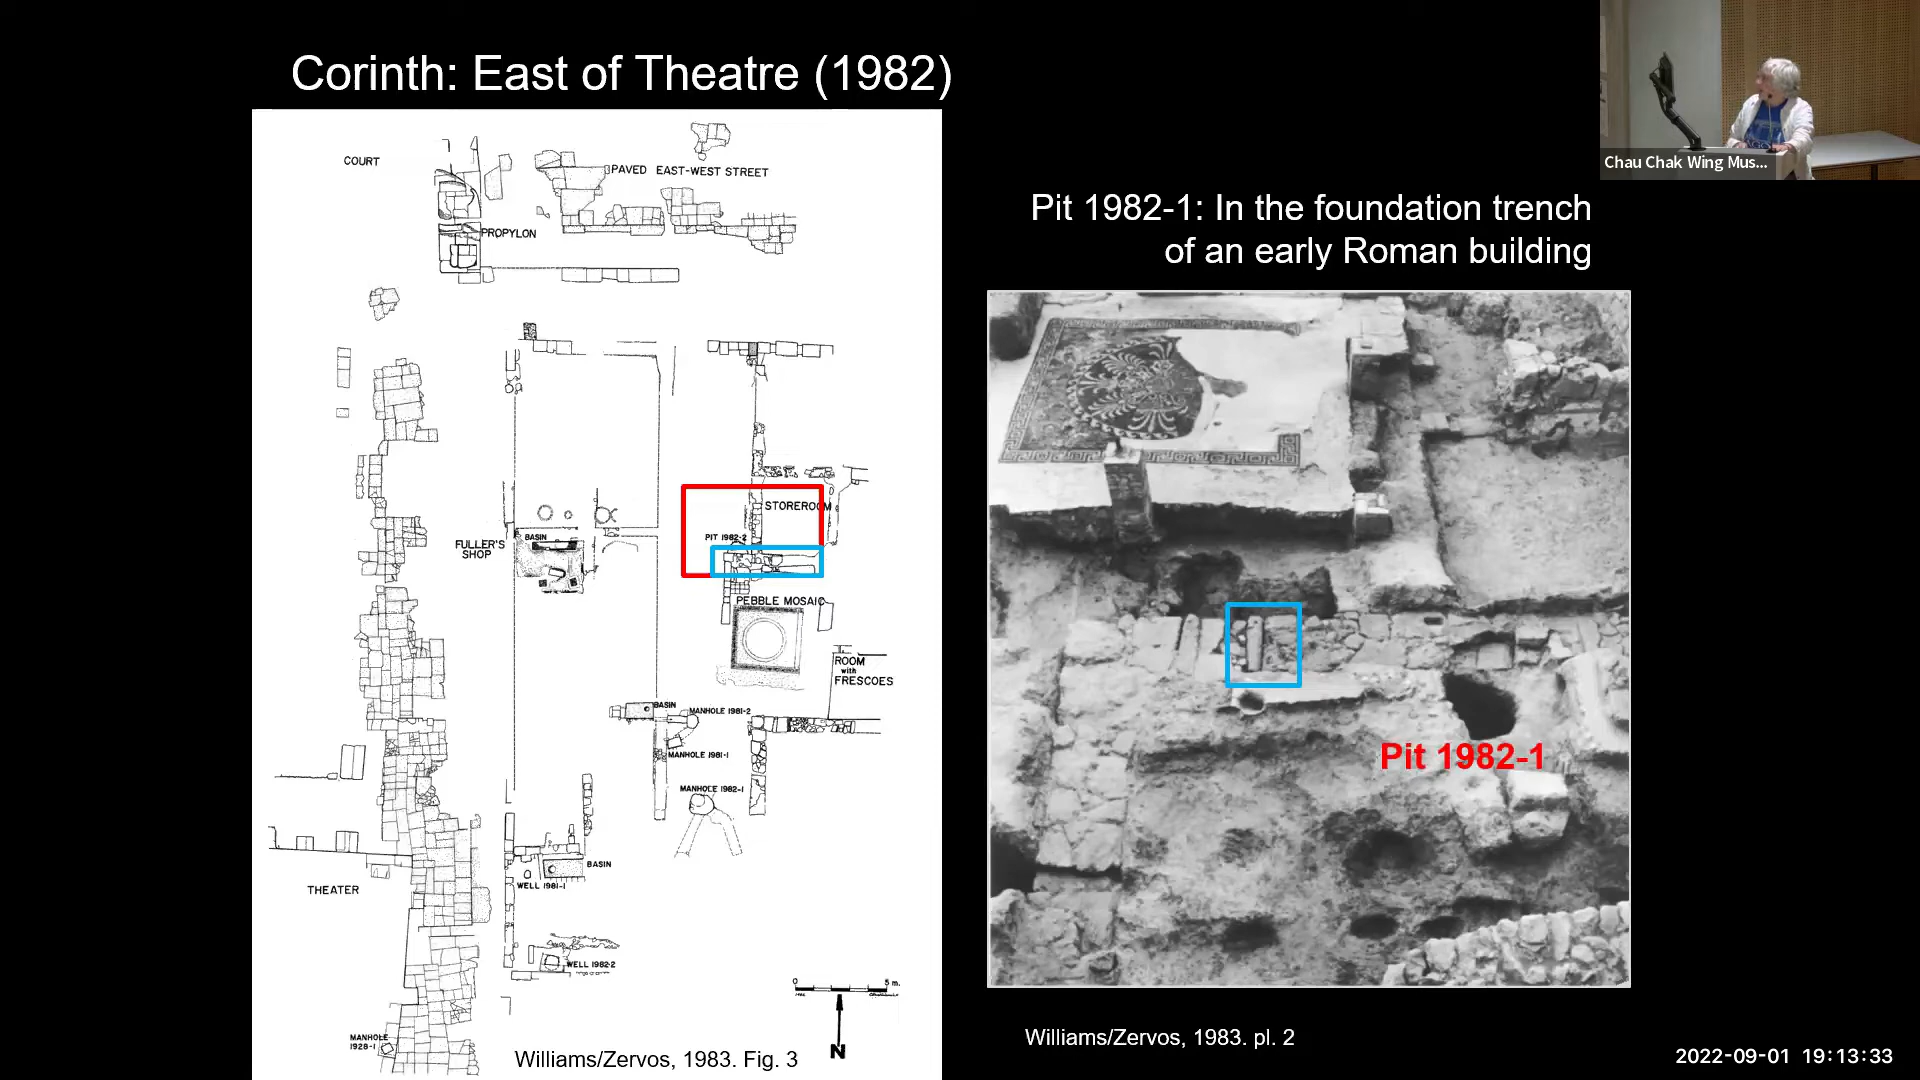 Corinth: East of Theatre (1982)
Chau Chak Wing Mus...
COURT
PAVED EAST-WEST STREET
PROPYLON
STOREROOM
PIT 1982-2
FULLER'S
SHOP
BASIN
PEBBLE MOSAIC
ROOM
with
FRESCOES
BASIN
MANHOLE 1981-2
MANHOLE 1981-1
MANHOLE 1982-1
BASIN
WELL 1981-1
THEATER
WELL 1982-2
0 5 m.
MANHOLE
1928-1
N
Williams/Zervos, 1983. Fig. 3
Pit 1982-1: In the foundation trench
of an early Roman building
Pit 1982-1
Williams/Zervos, 1983. pl. 2
2022-09-01 19:13:33